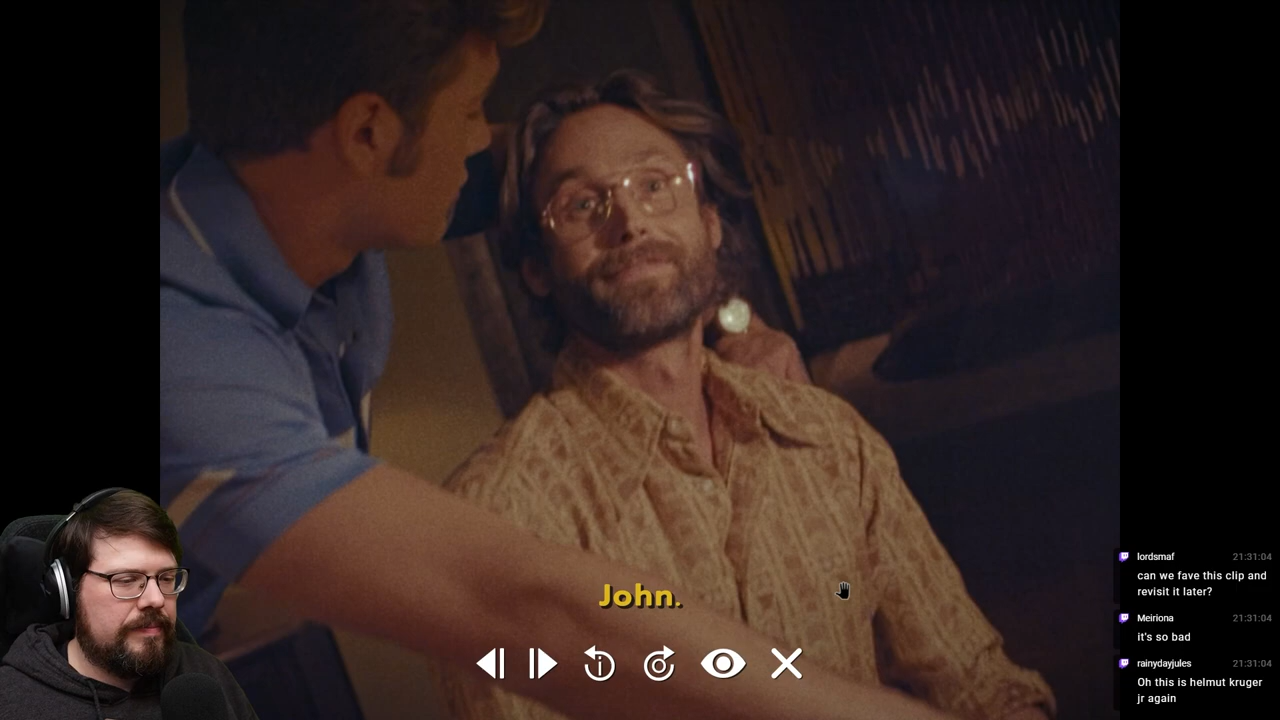 John.
lordsmaf 21:31:04
can we fave this clip and
revisit it later?
Meiriona 21:31:04
it's so bad
rainydayjules 21:31:04
Oh this is helmut kruger
jr again